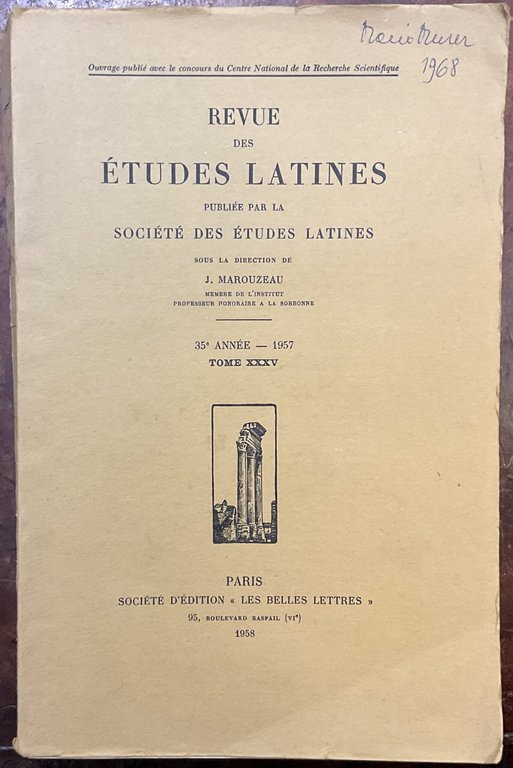 1968
Ouvrage publié avec le concours du Centre National de la Recherche Scientifique
REVUE
DES
ÉTUDES LATINES
PUBLIÉE PAR LA
SOCIÉTÉ DES ÉTUDES LATINES
SOUS LA DIRECTION DE
J. MAROUZEAU
MEMBRE DE L'INSTITUT
PROFESSEUR HONORAIRE A LA SORBONNE
35e ANNÉE — 1957
TOME XXXV
PARIS
SOCIÉTÉ D'ÉDITION « LES BELLES LETTRES »
95, BOULEVARD RASPAIL (VIe)
1958